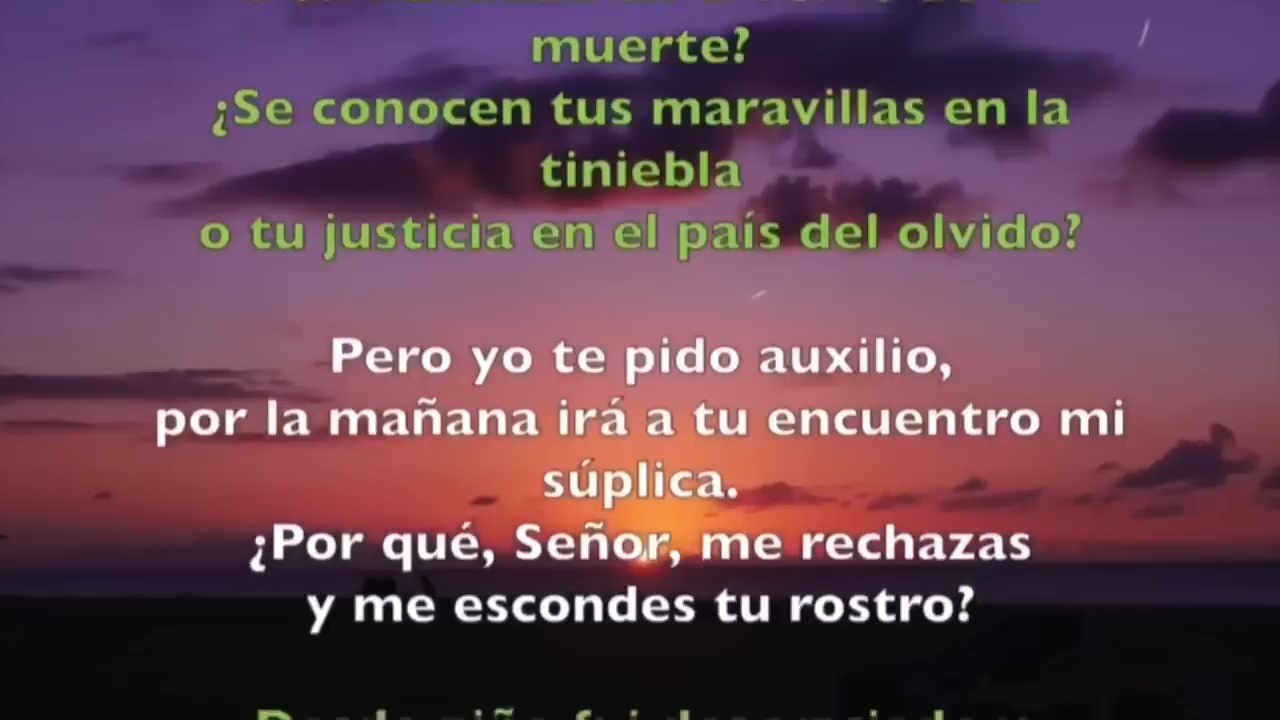 muerte?
¿Se conocen tus maravillas en la
tiniebla
o tu justicia en el país del olvido?
Pero yo te pido auxilio,
por la mañana irá a tu encuentro mi
súplica.
¿Por qué, Señor, me rechazas
y me escondes tu rostro?